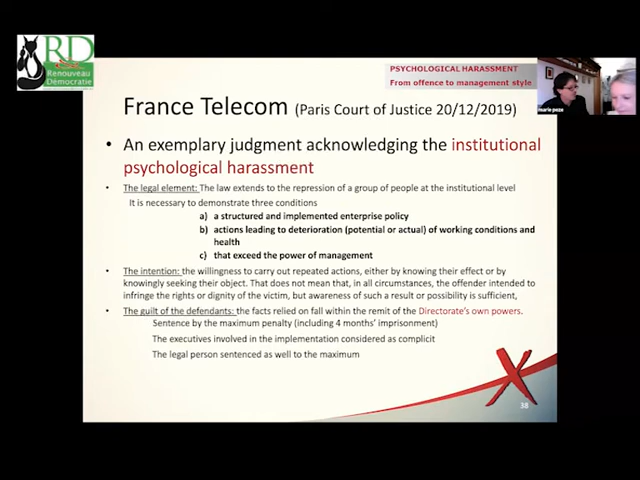 RD
Renouveau
Démocratie
PSYCHOLOGICAL HARASSMENT
From offence to management style
marie peze
France Telecom (Paris Court of Justice 20/12/2019)
• An exemplary judgment acknowledging the institutional
psychological harassment
• The legal element: The law extends to the repression of a group of people at the institutional level
It is necessary to demonstrate three conditions
a) a structured and implemented enterprise policy
b) actions leading to deterioration (potential or actual) of working conditions and
health
c) that exceed the power of management
• The intention: the willingness to carry out repeated actions, either by knowing their effect or by
knowingly seeking their object. That does not mean that, in all circumstances, the offender intended to
infringe the rights or dignity of the victim, but awareness of such a result or possibility is sufficient,
• The guilt of the defendants: the facts relied on fall within the remit of the Directorate's own powers.
Sentence by the maximum penalty (including 4 months' imprisonment)
The executives involved in the implementation considered as complicit
The legal person sentenced as well to the maximum
38